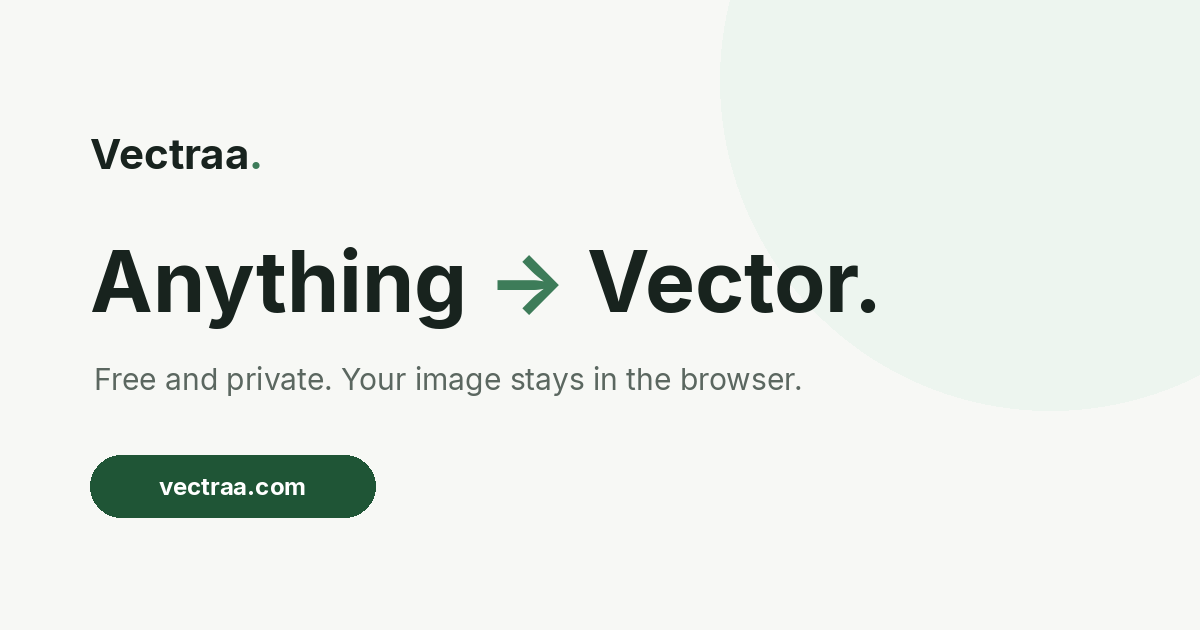 Vectraa.
Anything → Vector.
Free and private. Your image stays in the browser.
vectraa.com